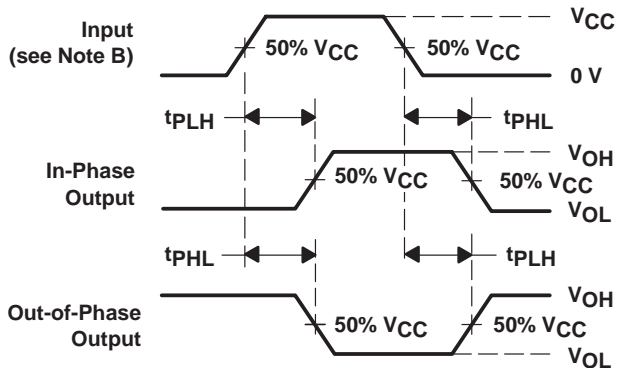 Input
(see Note B)
50% VCC
50% VCC
VCC
0 V
tPLH
tPHL
In-Phase
Output
50% VCC
50% VCC
VOH
VOL
tPHL
tPLH
Out-of-Phase
Output
50% VCC
50% VCC
VOH
VOL